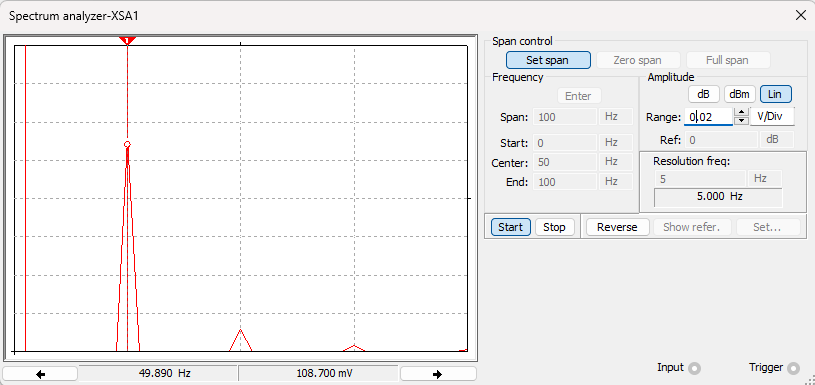 Spectrum analyzer-XSA1
1
Span control
Set span
Zero span
Full span
Frequency
Enter
Span: 100 Hz
Start: 0 Hz
Center: 50 Hz
End: 100 Hz
Amplitude
dB dBm Lin
Range: 0.02 V/Div
Ref: 0 dB
Resolution freq:
5 Hz
5.000 Hz
Start Stop Reverse Show refer. Set...
49.890 Hz 108.700 mV
Input Trigger